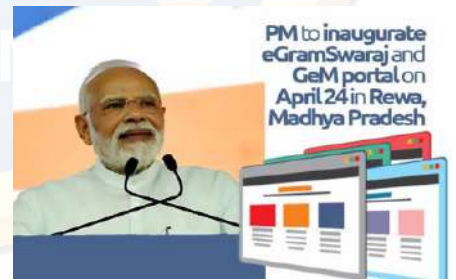 PM to inaugurate
eGramSwaraj and
GeM portal on
April 24 in Rewa,
Madhya Pradesh